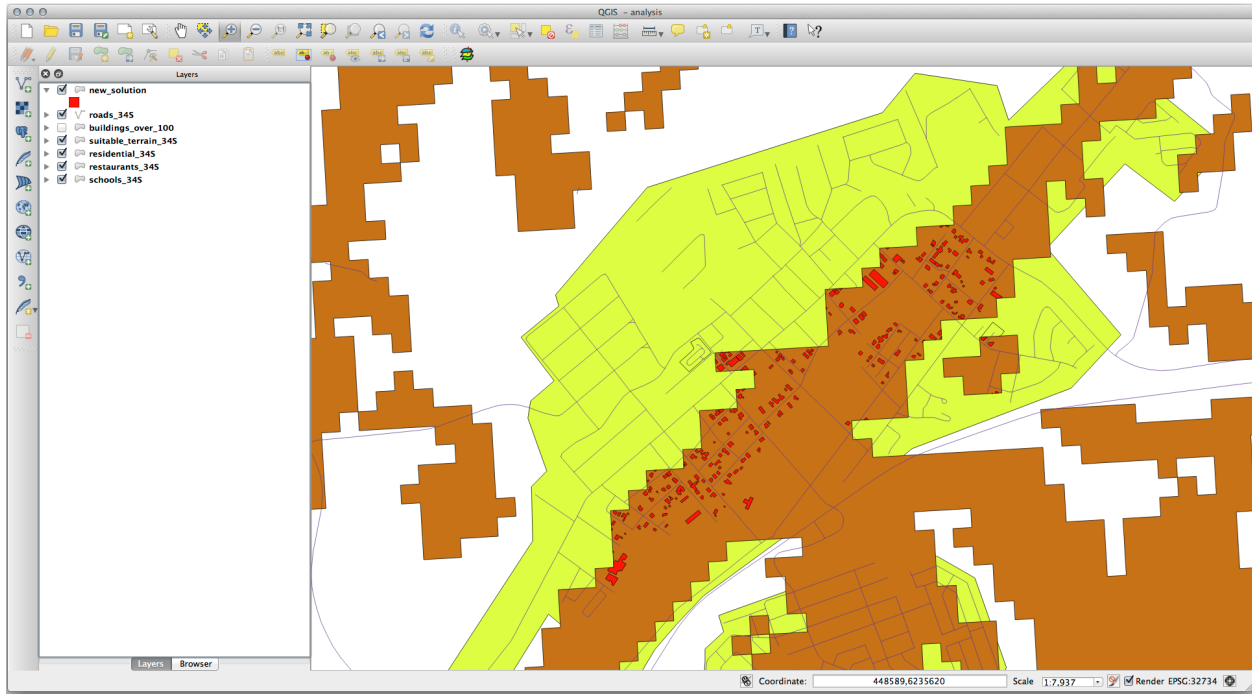 QGIS - analysis
Layers
new_solution
roads_34S
buildings_over_100
suitable_terrain_34S
residential_34S
restaurants_34S
schools_34S
Layers Browser
Coordinate: 448589,6235620 Scale 1:7,937 Render EPSG:32734